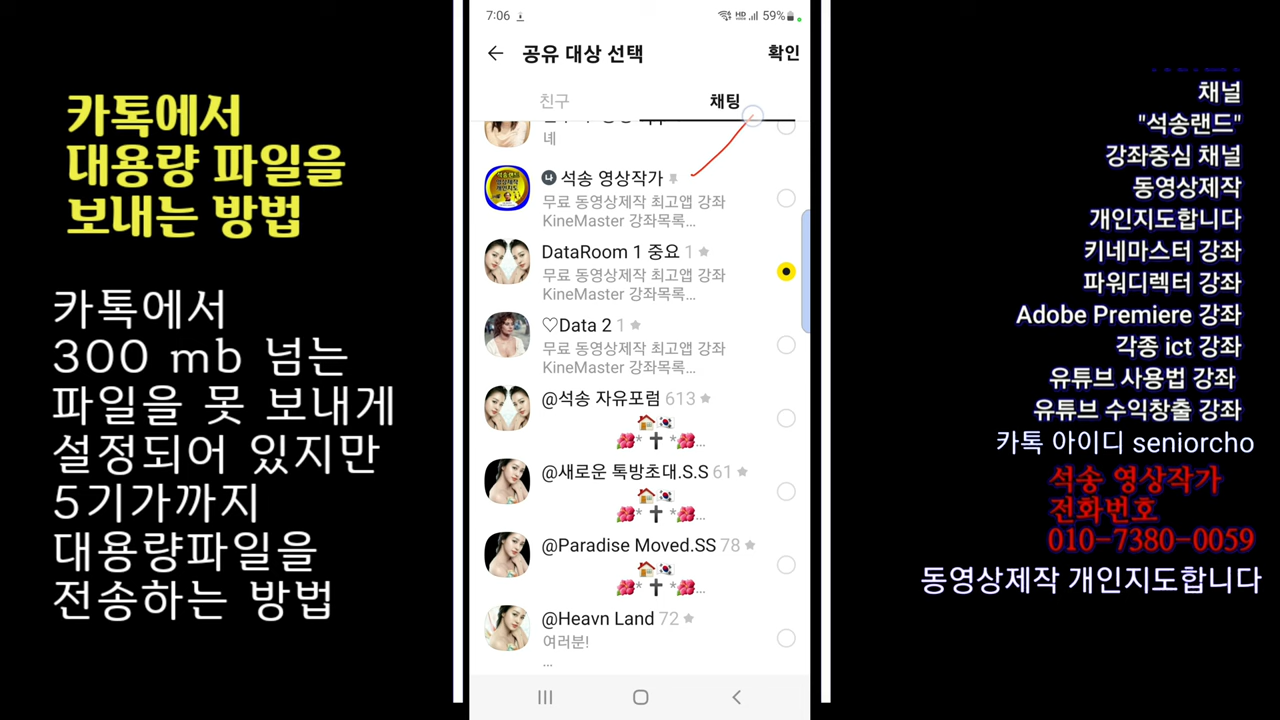 카톡에서
대용량 파일을
보내는 방법
카톡에서
300 mb 넘는
파일을 못 보내게
설정되어 있지만
5기가까지
대용량파일을
전송하는 방법
7:06
59%
공유 대상 선택
확인
친구
채팅
네
나 석송 영상작가
무료 동영상제작 최고앱 강좌
KineMaster 강좌목록...
DataRoom 1 중요 1
무료 동영상제작 최고앱 강좌
KineMaster 강좌목록...
♡Data 2 1
무료 동영상제작 최고앱 강좌
KineMaster 강좌목록...
@석송 자유포럼 613
@새로운 톡방초대.S.S 61
@Paradise Moved.SS 78
@Heavn Land 72
여러분!
...
채널
"석송랜드"
강좌중심 채널
동영상제작
개인지도합니다
키네마스터 강좌
파워디렉터 강좌
Adobe Premiere 강좌
각종 ict 강좌
유튜브 사용법 강좌
유튜브 수익창출 강좌
카톡 아이디 seniorcho
석송 영상작가
전화번호
010-7380-0059
동영상제작 개인지도합니다